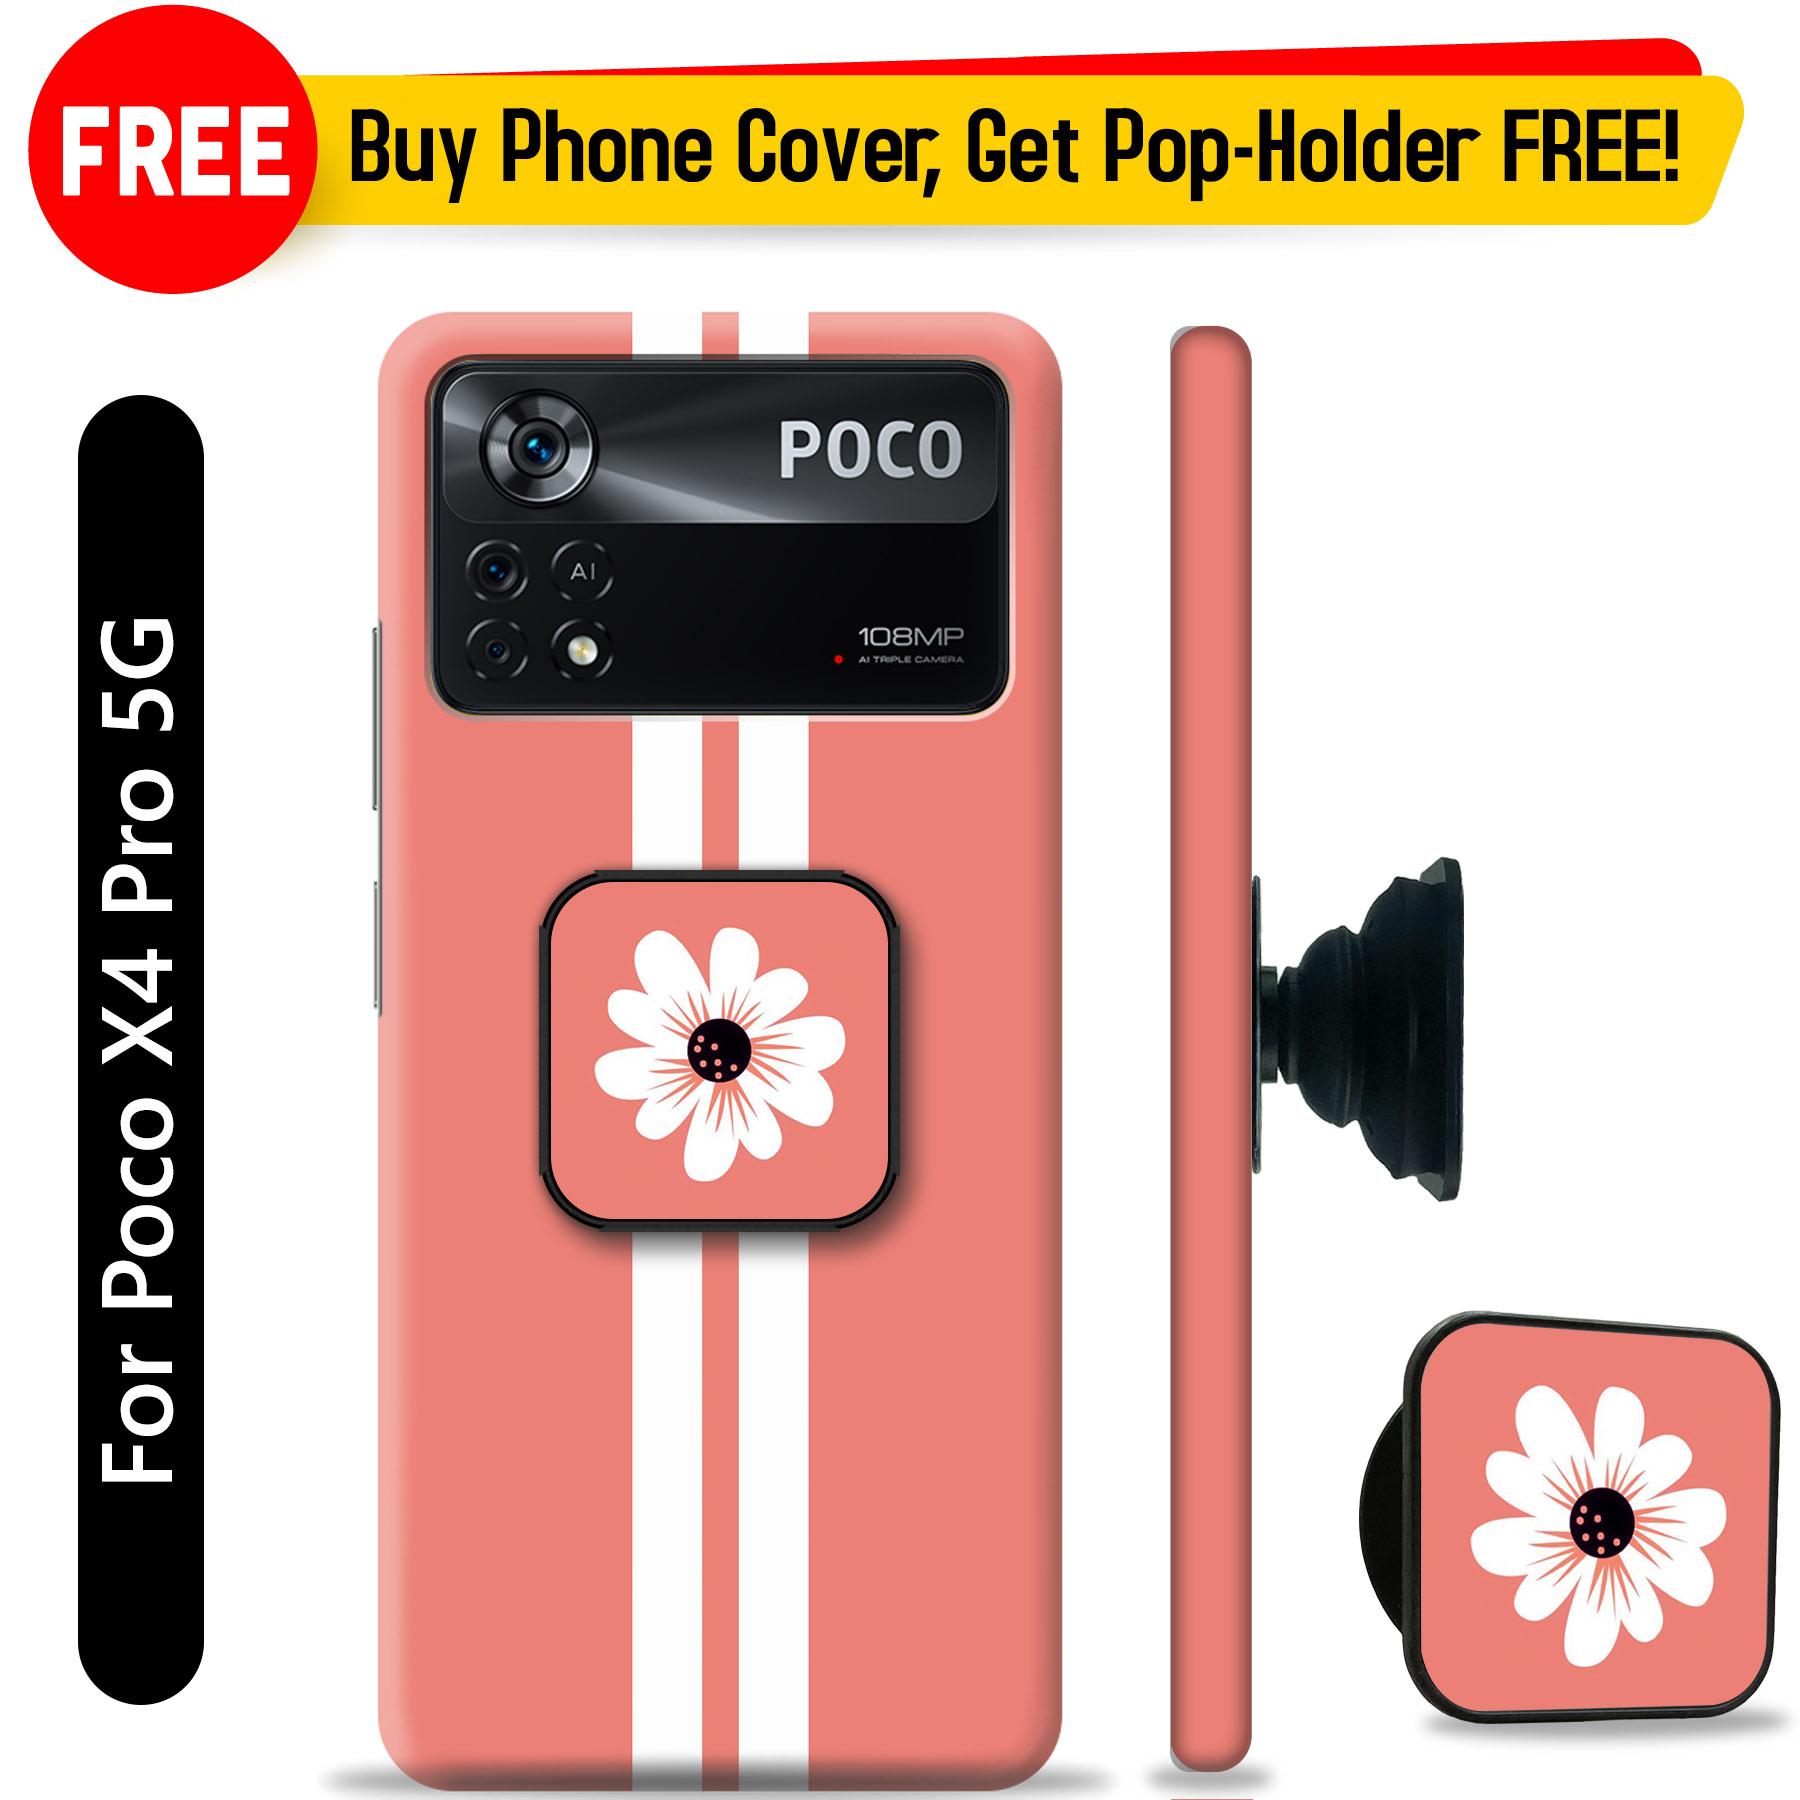 FREE
Buy Phone Cover, Get Pop-Holder FREE!
For Poco X4 Pro 5G
POCO
AI
108MP
AI TRIPLE CAMERA